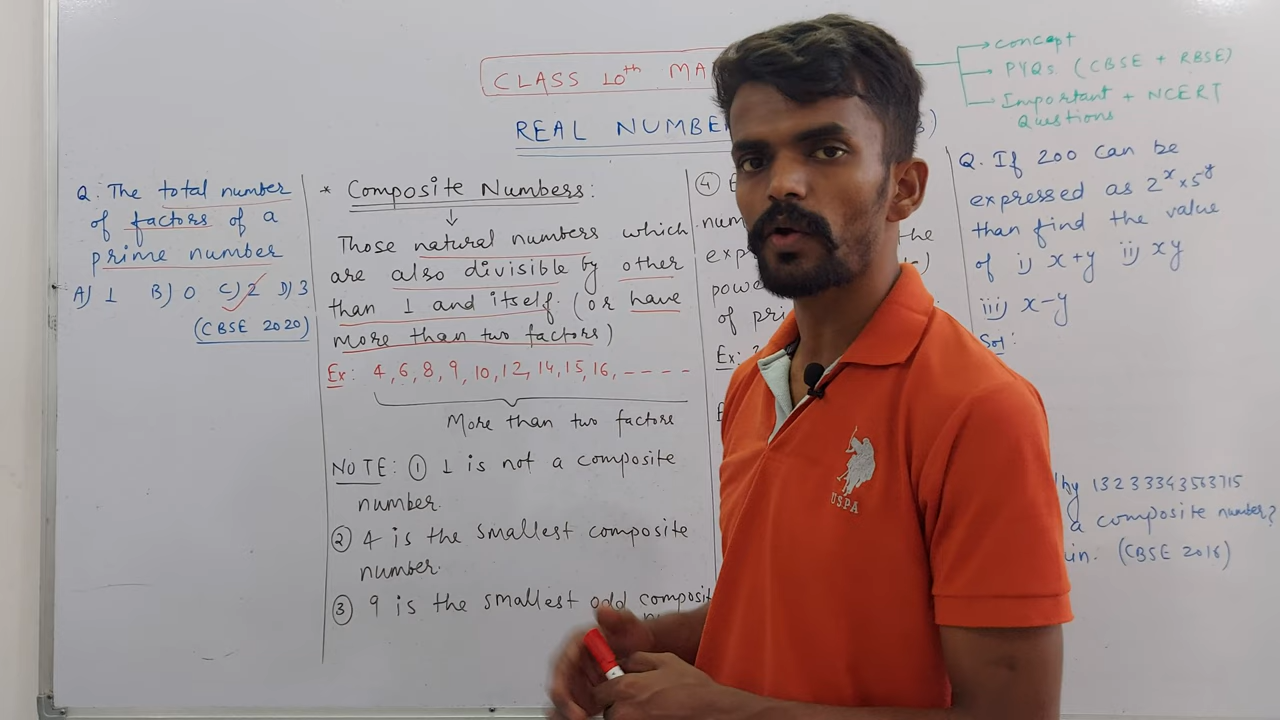 CLASS 10th MA
REAL NUMBE
→ concept
→ PYQs. (CBSE + RBSE)
→ Important + NCERT
Questions
Q. The total number
of factors of a
prime number
A) 1 B) 0 C) 2 D) 3
(CBSE 2020)
* Composite Numbers:
↓
Those natural numbers which
are also divisible by other
than 1 and itself. (or have
more than two factors)
Ex: 4, 6, 8, 9, 10, 12, 14, 15, 16, ----
More than two factors
NOTE: ① 1 is not a composite
number.
② 4 is the smallest composite
number.
③ 9 is the smallest odd composit
④ E
num
exp the
powe
of pri
Ex:
Q. If 200 can be
expressed as 2^x × 5^y
than find the value
of i) x+y ii) xy
iii) x-y
Sol:
by 13233343563715
a composite number?
in. (CBSE 2016)
USPA